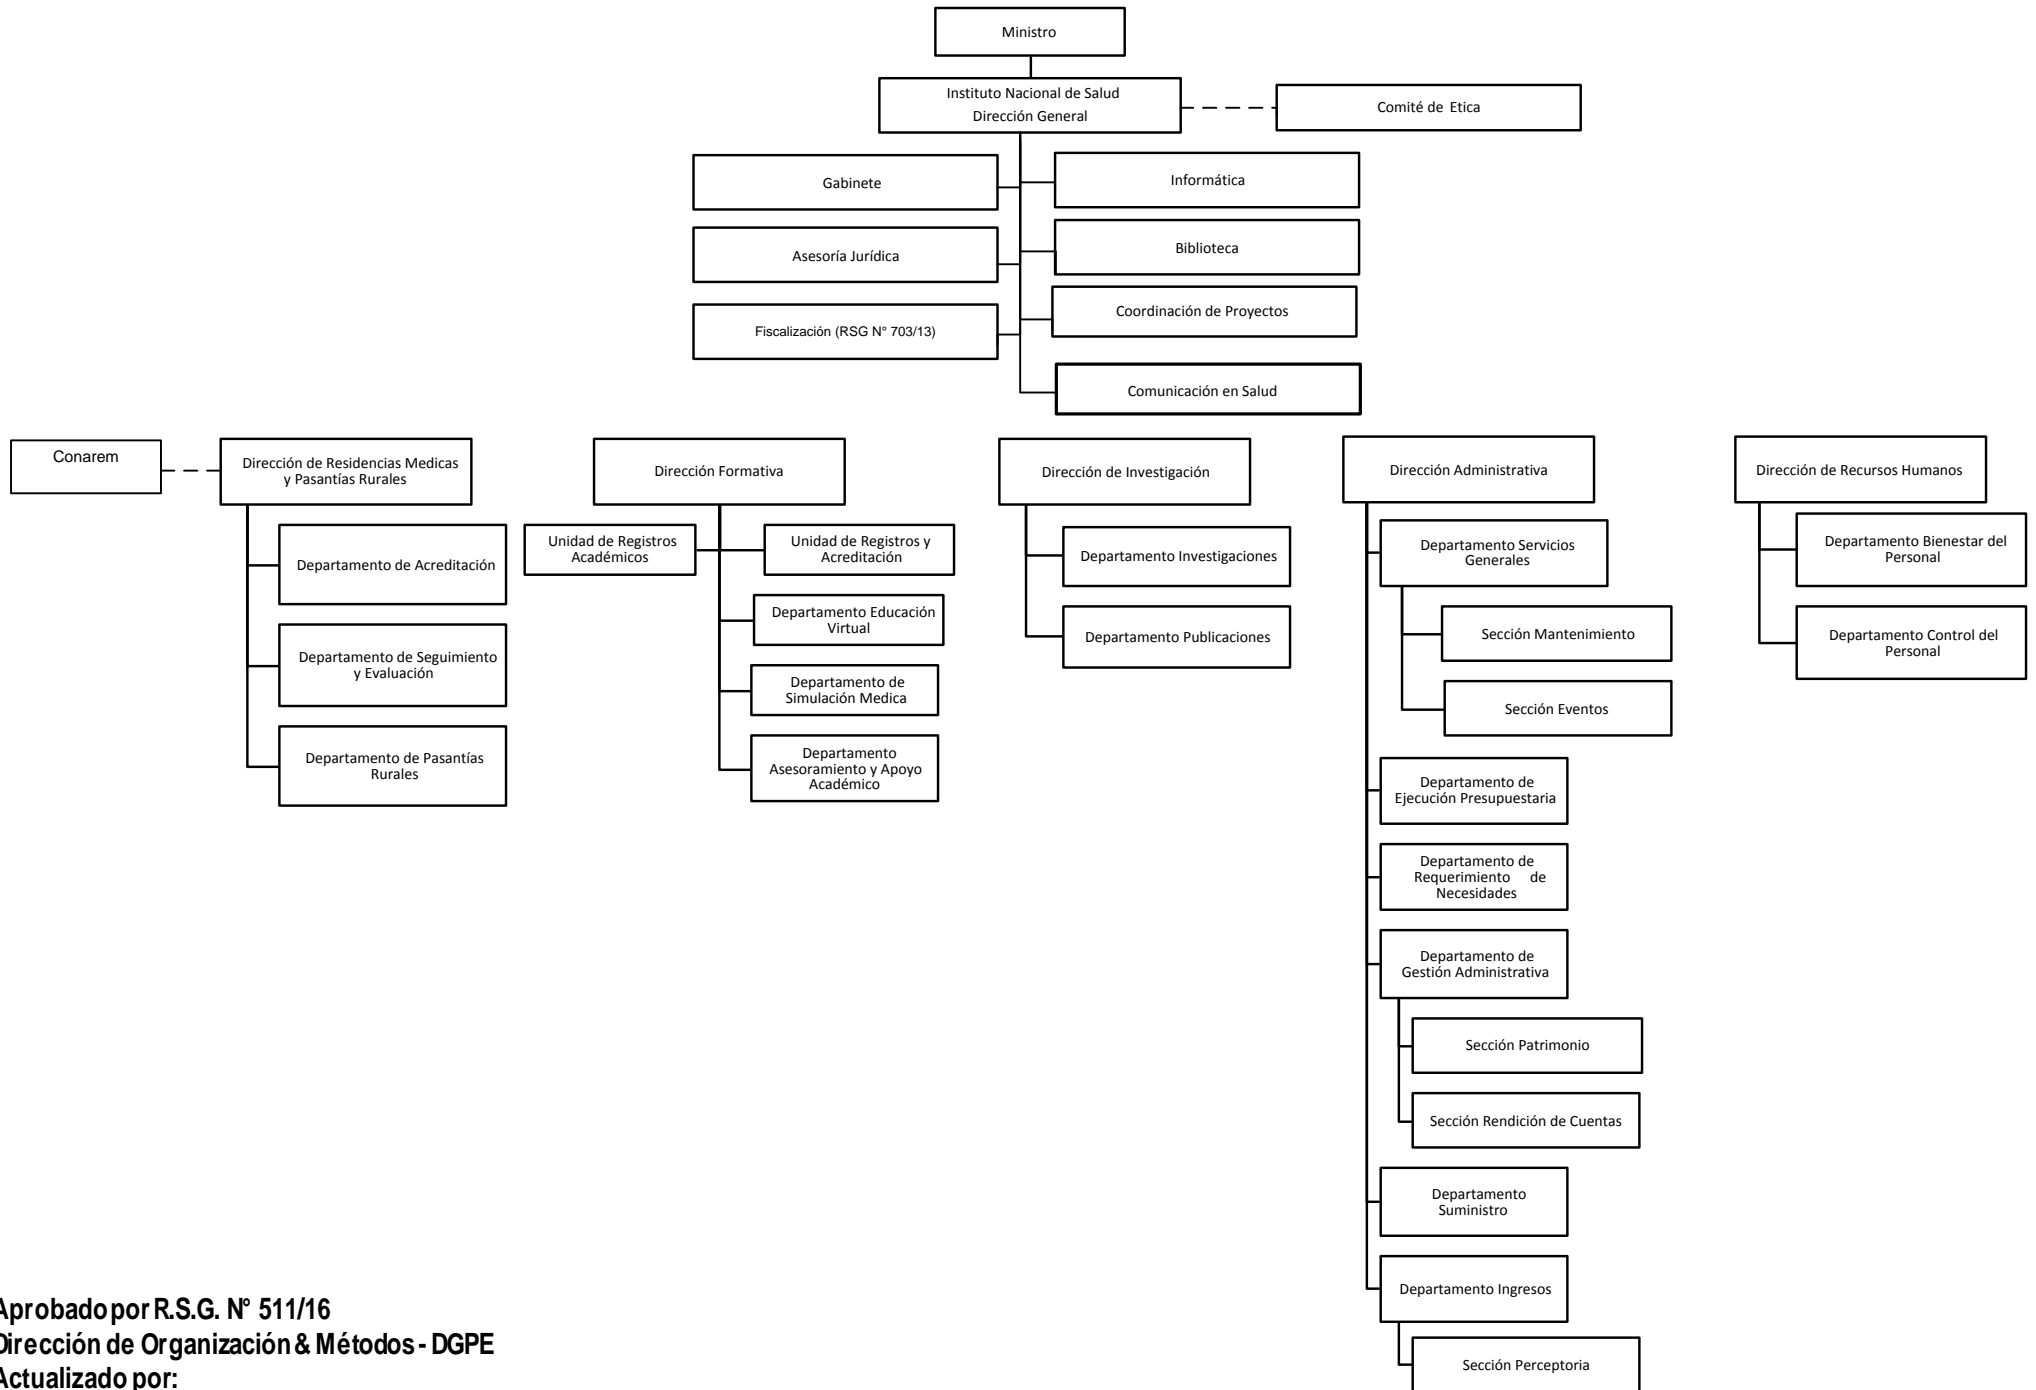 Ministro
Instituto Nacional de Salud
Dirección General
Comité de Etica
Gabinete
Informática
Asesoría Jurídica
Biblioteca
Fiscalización (RSG N° 703/13)
Coordinación de Proyectos
Comunicación en Salud
Conarem
Dirección de Residencias Medicas
y Pasantías Rurales
Departamento de Acreditación
Departamento de Seguimiento
y Evaluación
Departamento de Pasantías
Rurales
Dirección Formativa
Unidad de Registros
Académicos
Unidad de Registros y
Acreditación
Departamento Educación
Virtual
Departamento de
Simulación Medica
Departamento
Asesoramiento y Apoyo
Académico
Dirección de Investigación
Departamento Investigaciones
Departamento Publicaciones
Dirección Administrativa
Departamento Servicios
Generales
Sección Mantenimiento
Sección Eventos
Departamento de
Ejecución Presupuestaria
Departamento de
Requerimiento de
Necesidades
Departamento de
Gestión Administrativa
Sección Patrimonio
Sección Rendición de Cuentas
Departamento
Suministro
Departamento Ingresos
Sección Perceptoria
Dirección de Recursos Humanos
Departamento Bienestar del
Personal
Departamento Control del
Personal
Aprobado por R.S.G. N° 511/16
Dirección de Organización & Métodos - DGPE
Actualizado por: